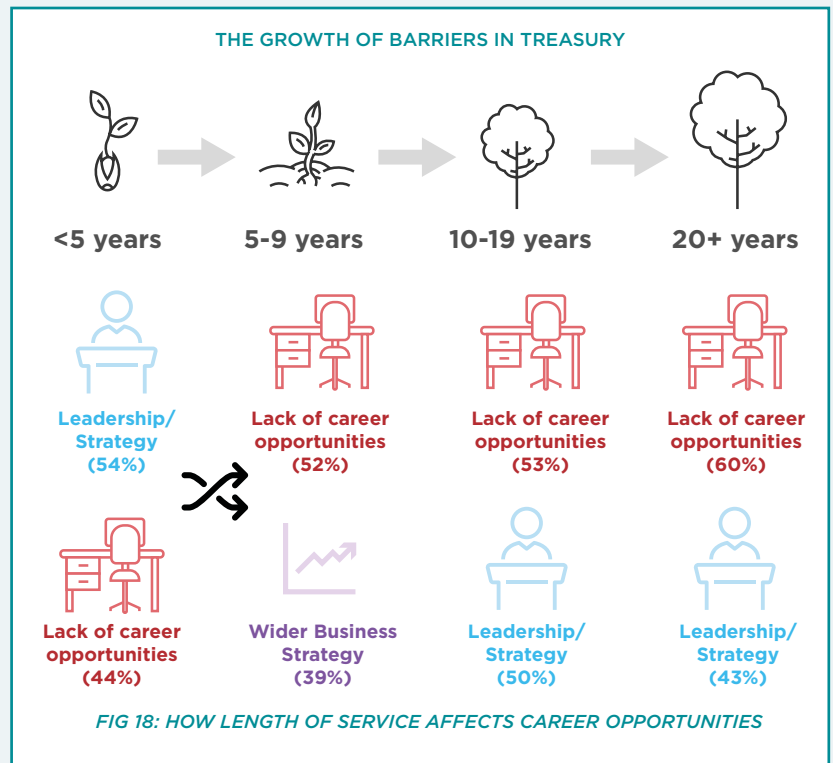 THE GROWTH OF BARRIERS IN TREASURY
<5 years
5-9 years
10-19 years
20+ years
Leadership/
Strategy
(54%)
Lack of career
opportunities
(52%)
Lack of career
opportunities
(53%)
Lack of career
opportunities
(60%)
Lack of career
opportunities
(44%)
Wider Business
Strategy
(39%)
Leadership/
Strategy
(50%)
Leadership/
Strategy
(43%)
FIG 18: HOW LENGTH OF SERVICE AFFECTS CAREER OPPORTUNITIES